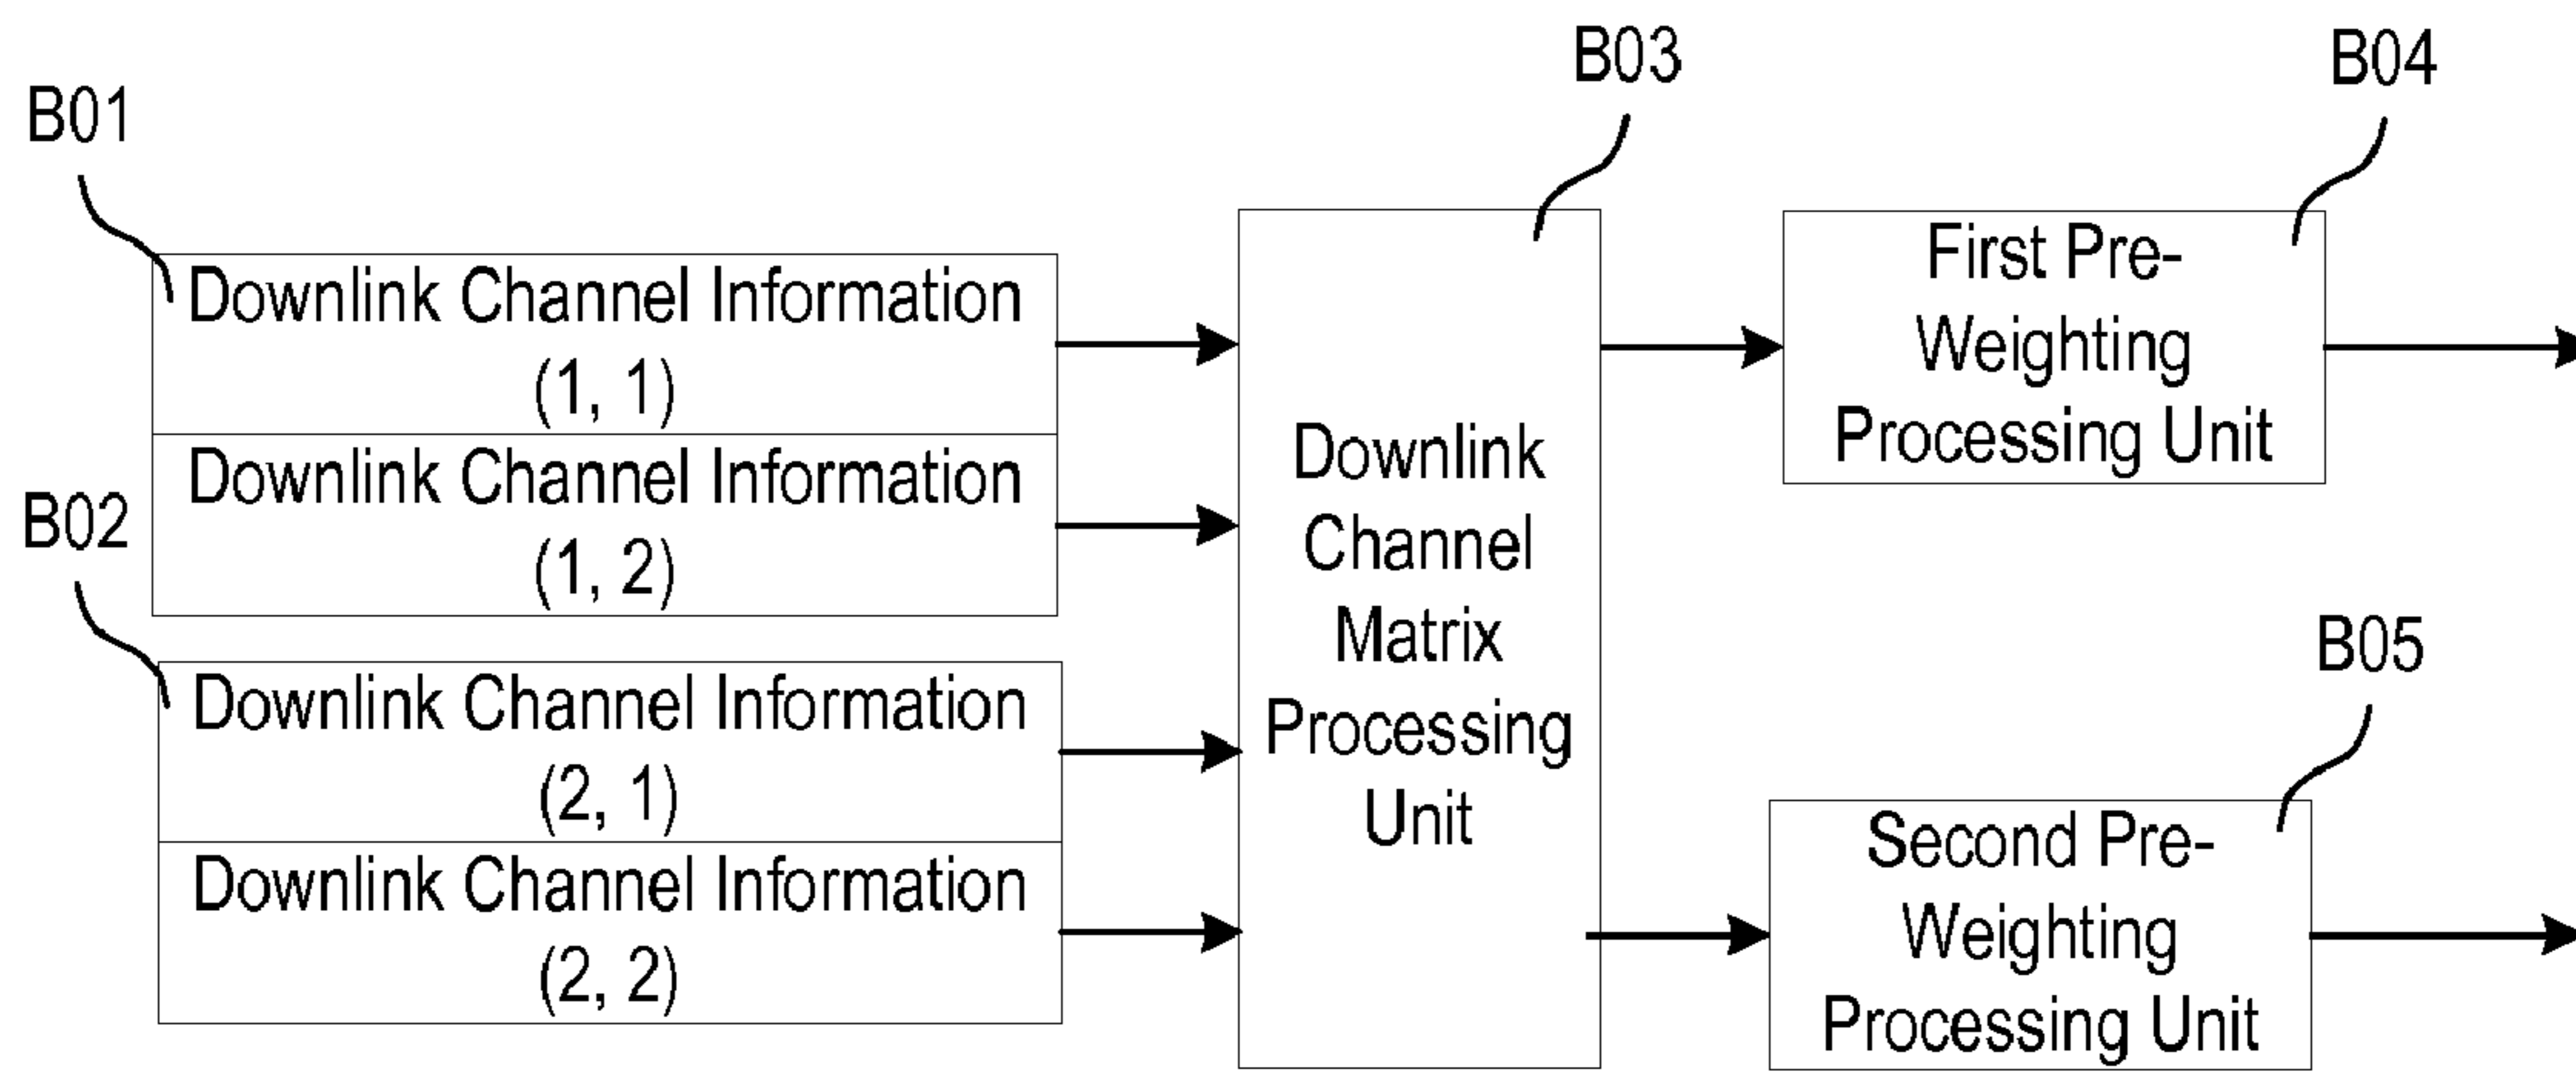 B01
Downlink Channel Information
(1, 1)
Downlink Channel Information
(1, 2)
B02
Downlink Channel Information
(2, 1)
Downlink Channel Information
(2, 2)
B03
Downlink
Channel
Matrix
Processing
Unit
B04
First Pre-
Weighting
Processing Unit
B05
Second Pre-
Weighting
Processing Unit